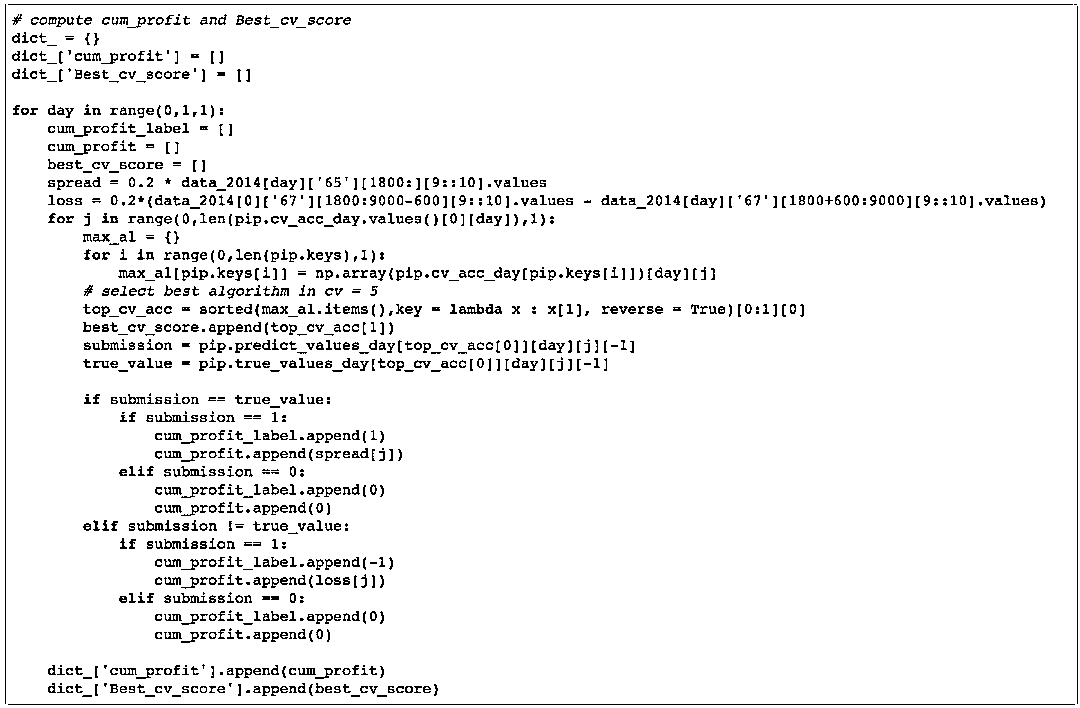 # compute cum_profit and Best_cv_score
dict_ = {}
dict_['cum_profit'] = []
dict_['Best_cv_score'] = []

for day in range(0,1,1):
    cum_profit_label = []
    cum_profit = []
    best_cv_score = []
    spread = 0.2 * data_2014[day]['65'][1800:][9::10].values
    loss = 0.2*(data_2014[0]['67'][1800:9000-600][9::10].values - data_2014[day]['67'][1800+600:9000][9::10].values)
    for j in range(0,len(pip.cv_acc_day.values()[0][day]),1):
        max_al = {}
        for i in range(0,len(pip.keys),1):
            max_al[pip.keys[i]] = np.array(pip.cv_acc_day[pip.keys[i]])[day][j]
        # select best algorithm in cv = 5
        top_cv_acc = sorted(max_al.items(),key = lambda x : x[1], reverse = True)[0:1][0]
        best_cv_score.append(top_cv_acc[1])
        submission = pip.predict_values_day[top_cv_acc[0]][day][j][-1]
        true_value = pip.true_values_day[top_cv_acc[0]][day][j][-1]

        if submission == true_value:
            if submission == 1:
                cum_profit_label.append(1)
                cum_profit.append(spread[j])
            elif submission == 0:
                cum_profit_label.append(0)
                cum_profit.append(0)
        elif submission != true_value:
            if submission == 1:
                cum_profit_label.append(-1)
                cum_profit.append(loss[j])
            elif submission == 0:
                cum_profit_label.append(0)
                cum_profit.append(0)

    dict_['cum_profit'].append(cum_profit)
    dict_['Best_cv_score'].append(best_cv_score)